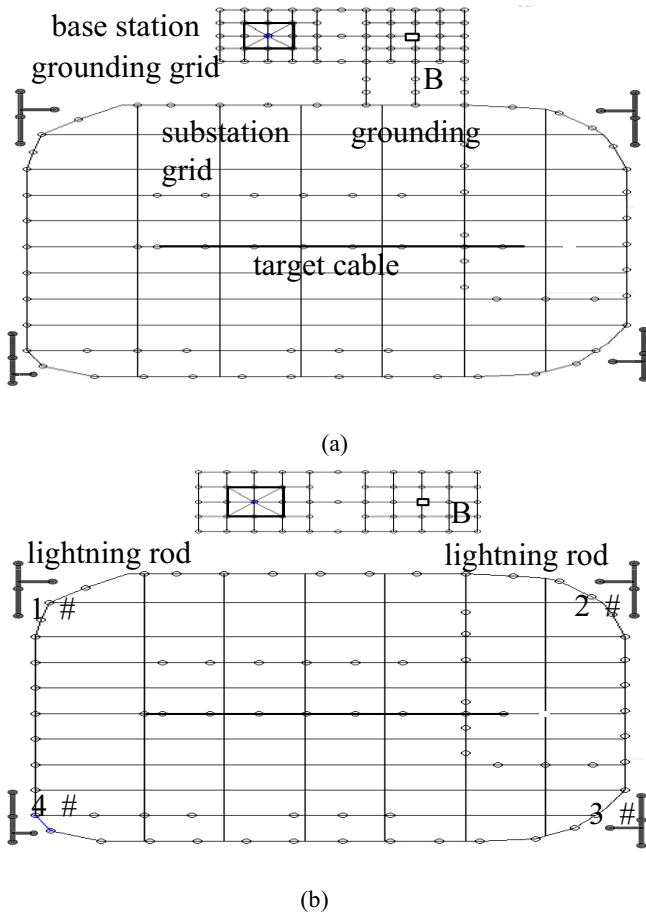 base station
grounding grid
B
substation grounding
grid
target cable
(a)
B
lightning rod lightning rod
1 # 2 #
4 # 3 #
(b)